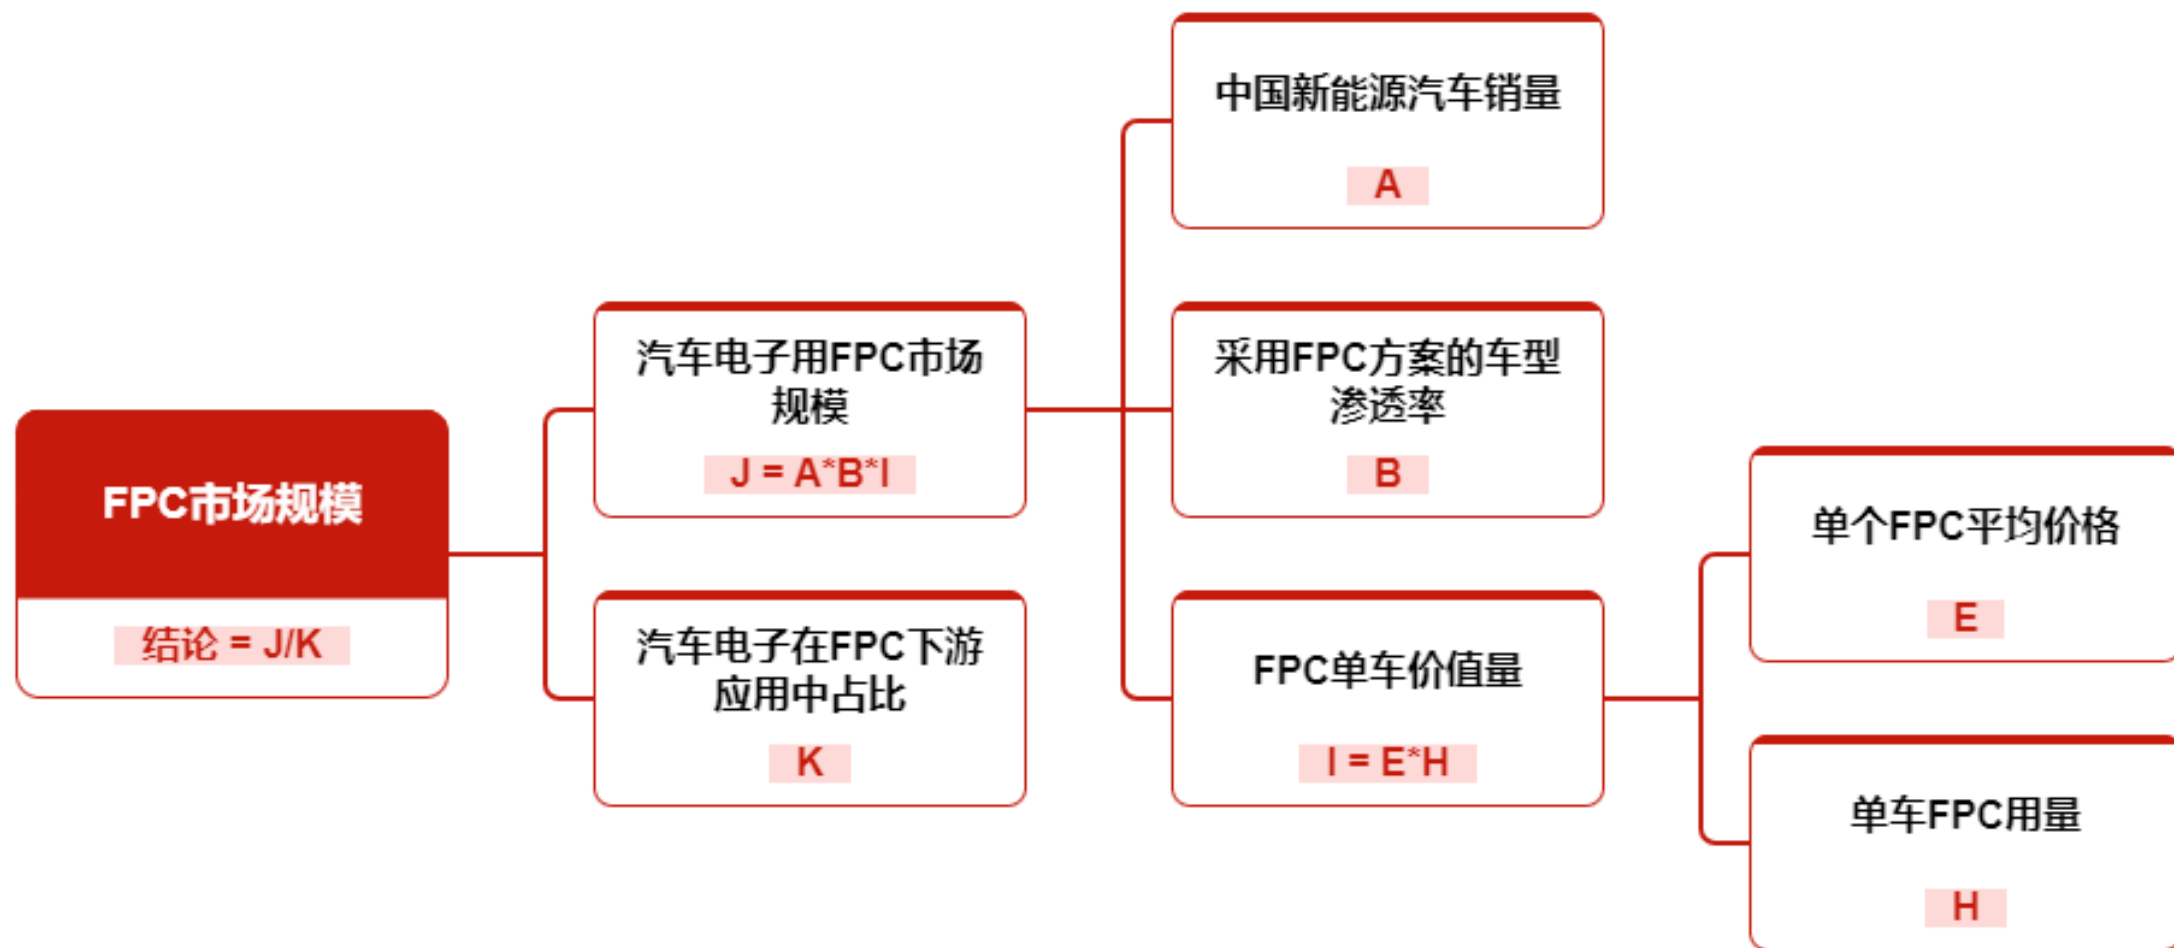 FPC市场规模
结论 = J/K
汽车电子用FPC市场
规模
J = A*B*I
汽车电子在FPC下游
应用中占比
K
中国新能源汽车销量
A
采用FPC方案的车型
渗透率
B
FPC单车价值量
I = E*H
单个FPC平均价格
E
单车FPC用量
H